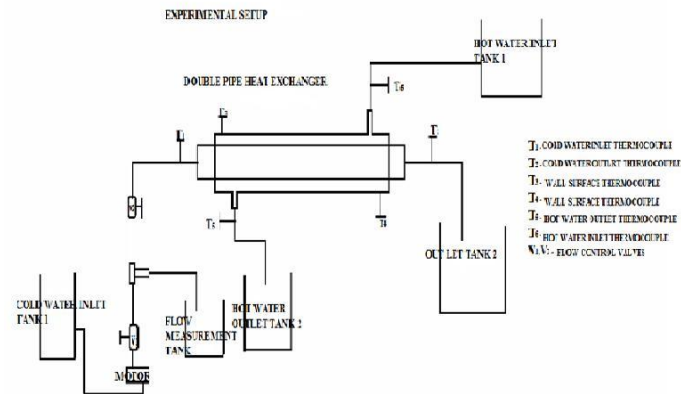 EXPERIMENTAL SETUP
HOT WATER INLET
TANK 1
DOUBLE PIPE HEAT EXCHANGER
T6
T5
T1. COLD WATER INLET THERMOCOUPLE
T2. COLD WATER OUTLET THERMOCOUPLE
T3 - WALL SURFACE THERMOCOUPLE
T4 - WALL SURFACE THERMOCOUPLE
T5 - HOT WATER OUTLET THERMOCOUPLE
T6 - HOT WATER INLET THERMOCOUPLE
- FLOW CONTROL VALVES
OUT LET TANK 2
COLD WATER INLET
TANK 1
FLOW
MEASUREMENT
TANK
HOT WATER
OUTLET TANK 2
MOTOR